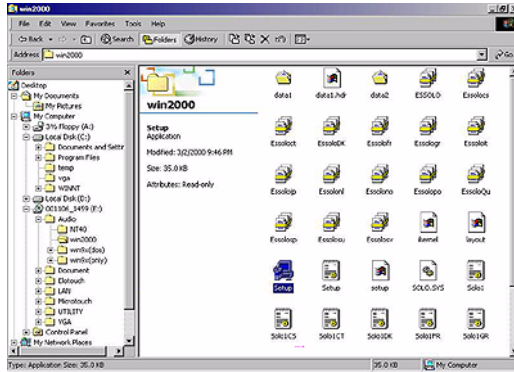 win2000
File Edit View Favorites Tools Help
Back Search Folders History
Address win2000 Go
Folders
Desktop
My Documents
My Pictures
My Computer
3½ Floppy (A:)
Local Disk (C:)
Documents and Settr
Program Files
temp
vga
WINNT
Local Disk (D:)
001106_1459 (F:)
Audio
NT40
win2000
win9x(dos)
win9x(only)
Document
Elotouch
LAN
Microtouch
UTILITY
VGA
Control Panel
My Network Places
win2000
Setup
Application
Modified: 3/2/2000 9:46 PM
Size: 35.0 KB
Attributes: Read-only
data1 data1.hdr data2 ESSOLO Essolocs
Essoloct EssoloDK Essolofr Essologr Essoloit
Essolojp Essolonl Essolono Essolopo EssoloQu
Essolosp Essolosu Essolosv ikernel layout
Setup Setup setup SOLO.SYS Solo1
Solo1CS Solo1CT Solo1DK Solo1FR Solo1GR
Type: Application Size: 35.0 KB 35.0 KB My Computer